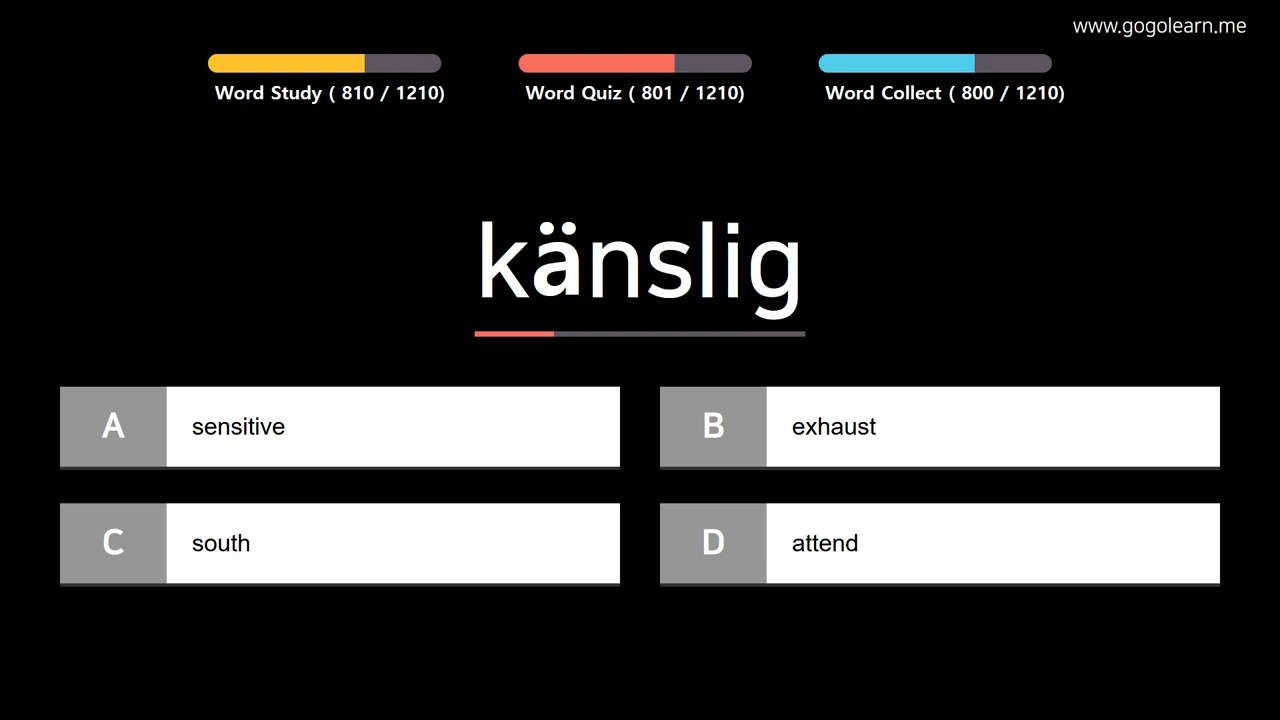 www.gogolearn.me
Word Study ( 810 / 1210)
Word Quiz ( 801 / 1210)
Word Collect ( 800 / 1210)
känslig
A
sensitive
B
exhaust
C
south
D
attend